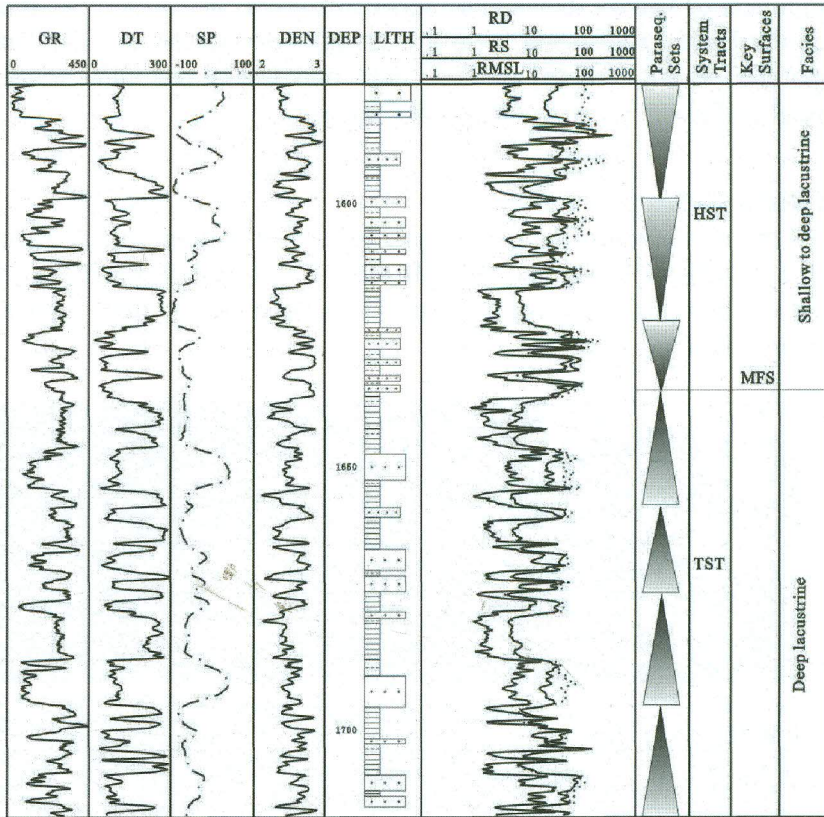 GR DT SP DEN DEP LITH RD Paraseq. Sets System Tracts Key Surfaces Facies
.1 1 10 100 1000
RS
.1 1 10 100 1000
RMSL
.1 1 10 100 1000
0 450 0 300 -100 100 2 3
1600
HST
Shallow to deep lacustrine
MFS
1650
TST
Deep lacustrine
1700